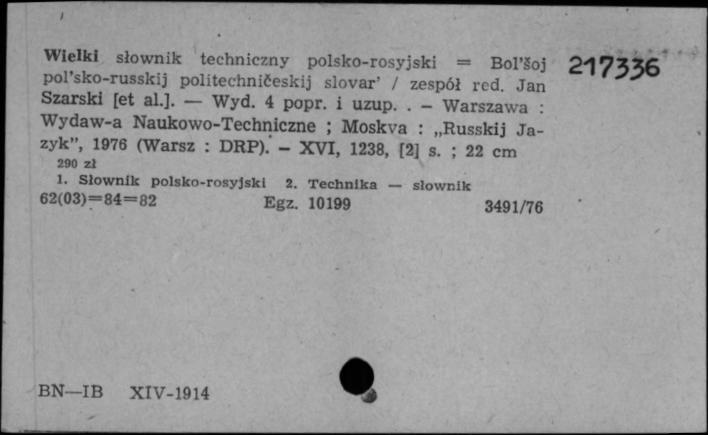 Wielki słownik techniczny polsko-rosyjski = Bol'šoj 217336
pol'sko-russkij politechničeskij slovar' / zespół red. Jan
Szarski [et al.]. — Wyd. 4 popr. i uzup. . – Warszawa :
Wydaw-a Naukowo-Techniczne ; Moskva : „Russkij Ja-
zyk”, 1976 (Warsz : DRP). – XVI, 1238, [2] s. ; 22 cm
290 zł
1. Słownik polsko-rosyjski 2. Technika — słownik
62(03)=84=82 Egz. 10199 3491/76
BN—IB XIV-1914